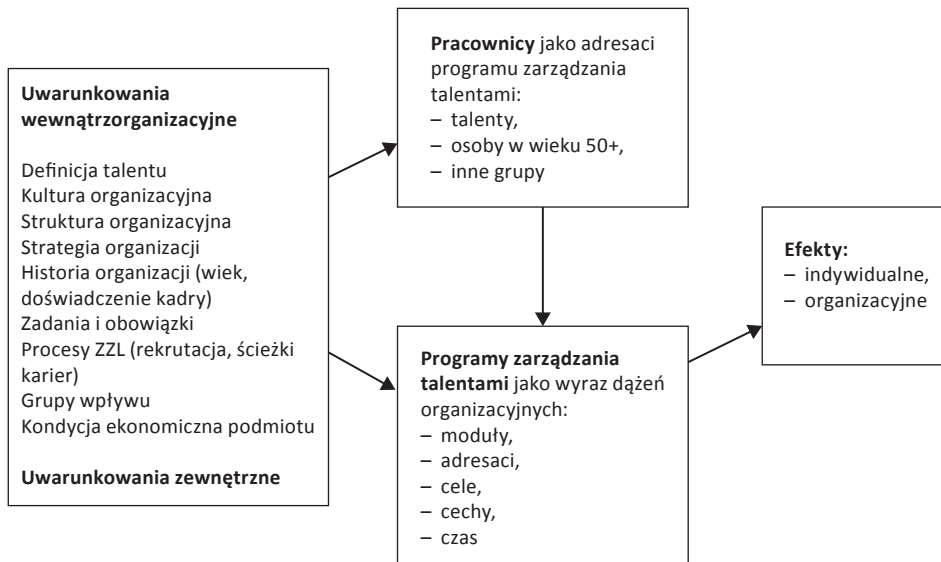 Uwarunkowania
wewnątrzorganizacyjne
Definicja talentu
Kultura organizacyjna
Struktura organizacyjna
Strategia organizacji
Historia organizacji (wiek,
doświadczenie kadry)
Zadania i obowiązki
Procesy ZZL (rekrutacja, ścieżki
karier)
Grupy wpływu
Kondycja ekonomiczna podmiotu
Uwarunkowania zewnętrzne
Pracownicy jako adresaci
programu zarządzania
talentami:
– talenty,
– osoby w wieku 50+,
– inne grupy
Programy zarządzania
talentami jako wyraz dążeń
organizacyjnych:
– moduły,
– adresaci,
– cele,
– cechy,
– czas
Efekty:
– indywidualne,
– organizacyjne